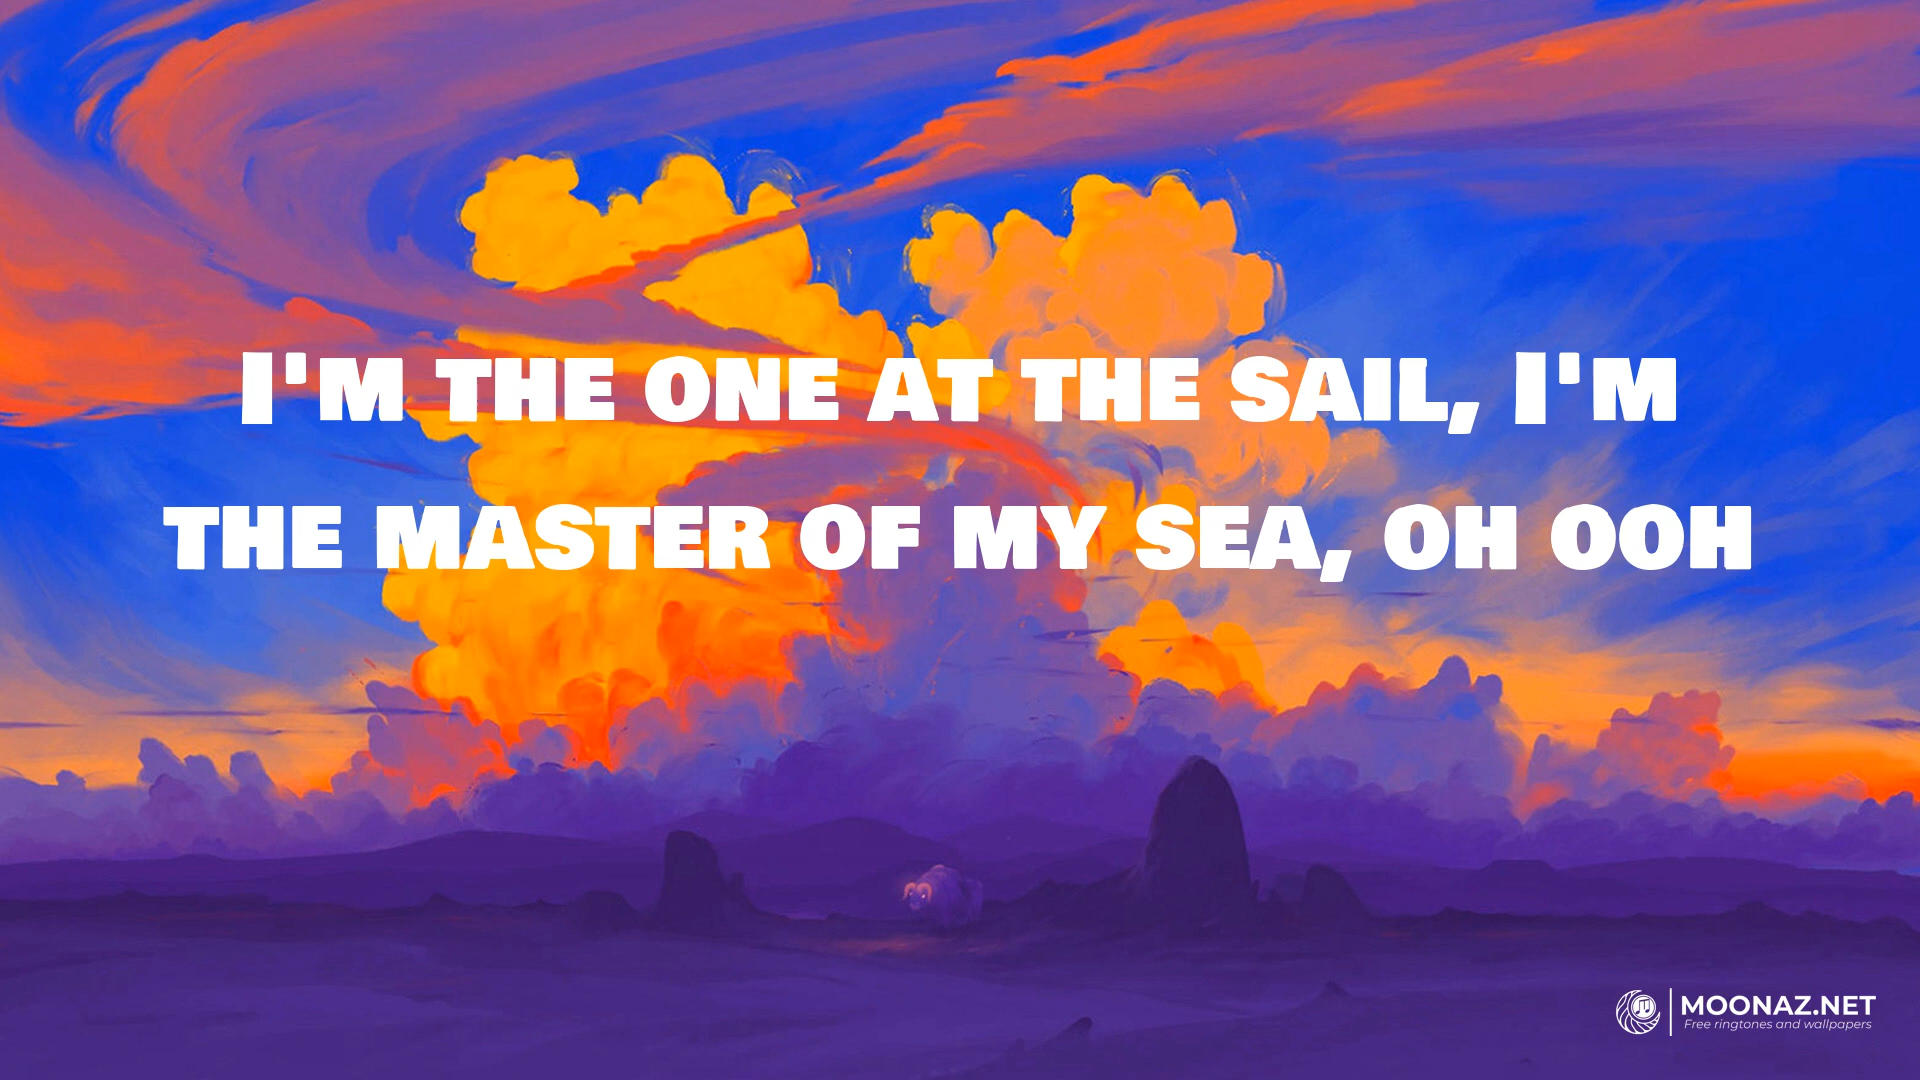 I'M THE ONE AT THE SAIL, I'M
THE MASTER OF MY SEA, OH OOH
MOONAZ.NET
Free ringtones and wallpapers